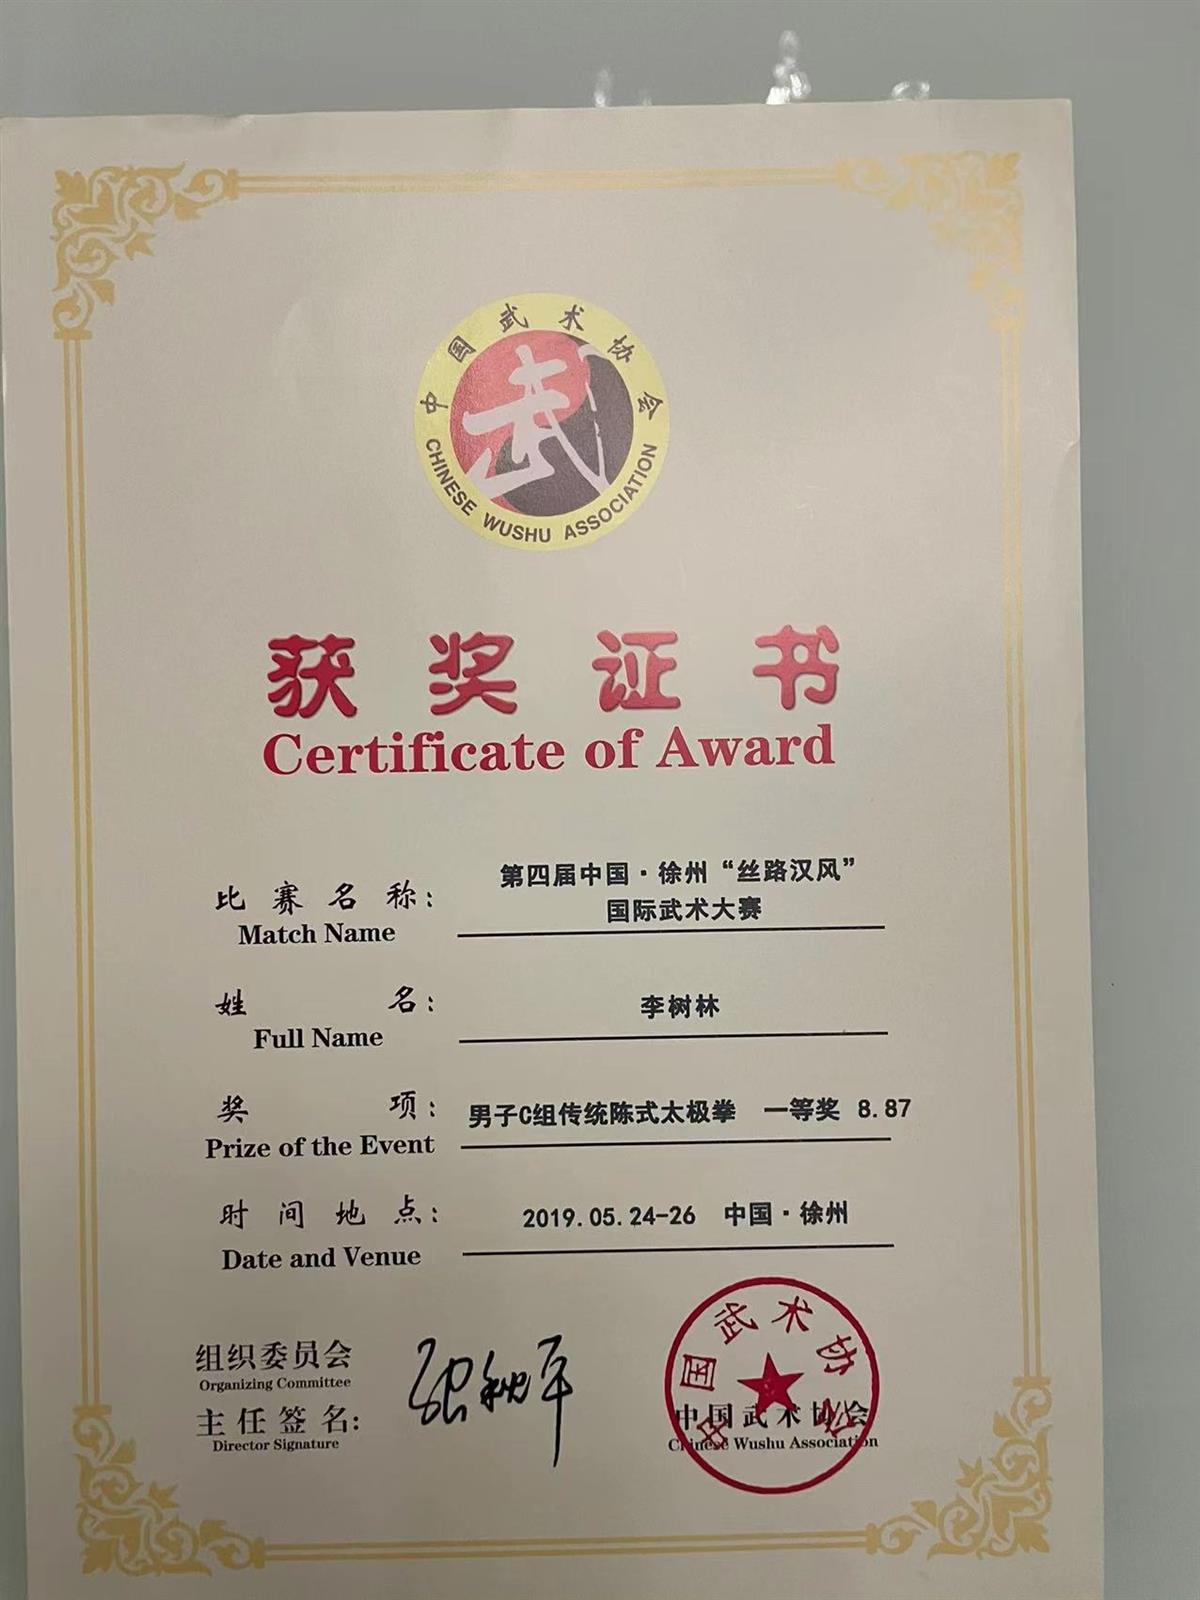 中国武术协会
CHINESE WUSHU ASSOCIATION
武
获奖证书
Certificate of Award
比赛名称：
第四届中国·徐州“丝路汉风”
国际武术大赛
Match Name
姓名：
李树林
Full Name
奖项：
男子C组传统陈式太极拳 一等奖 8.87
Prize of the Event
时间地点：
2019.05.24-26 中国·徐州
Date and Venue
组织委员会
Organizing Committee
主任签名:
Director Signature
中国武术协会
中国武术协会
Chinese Wushu Association